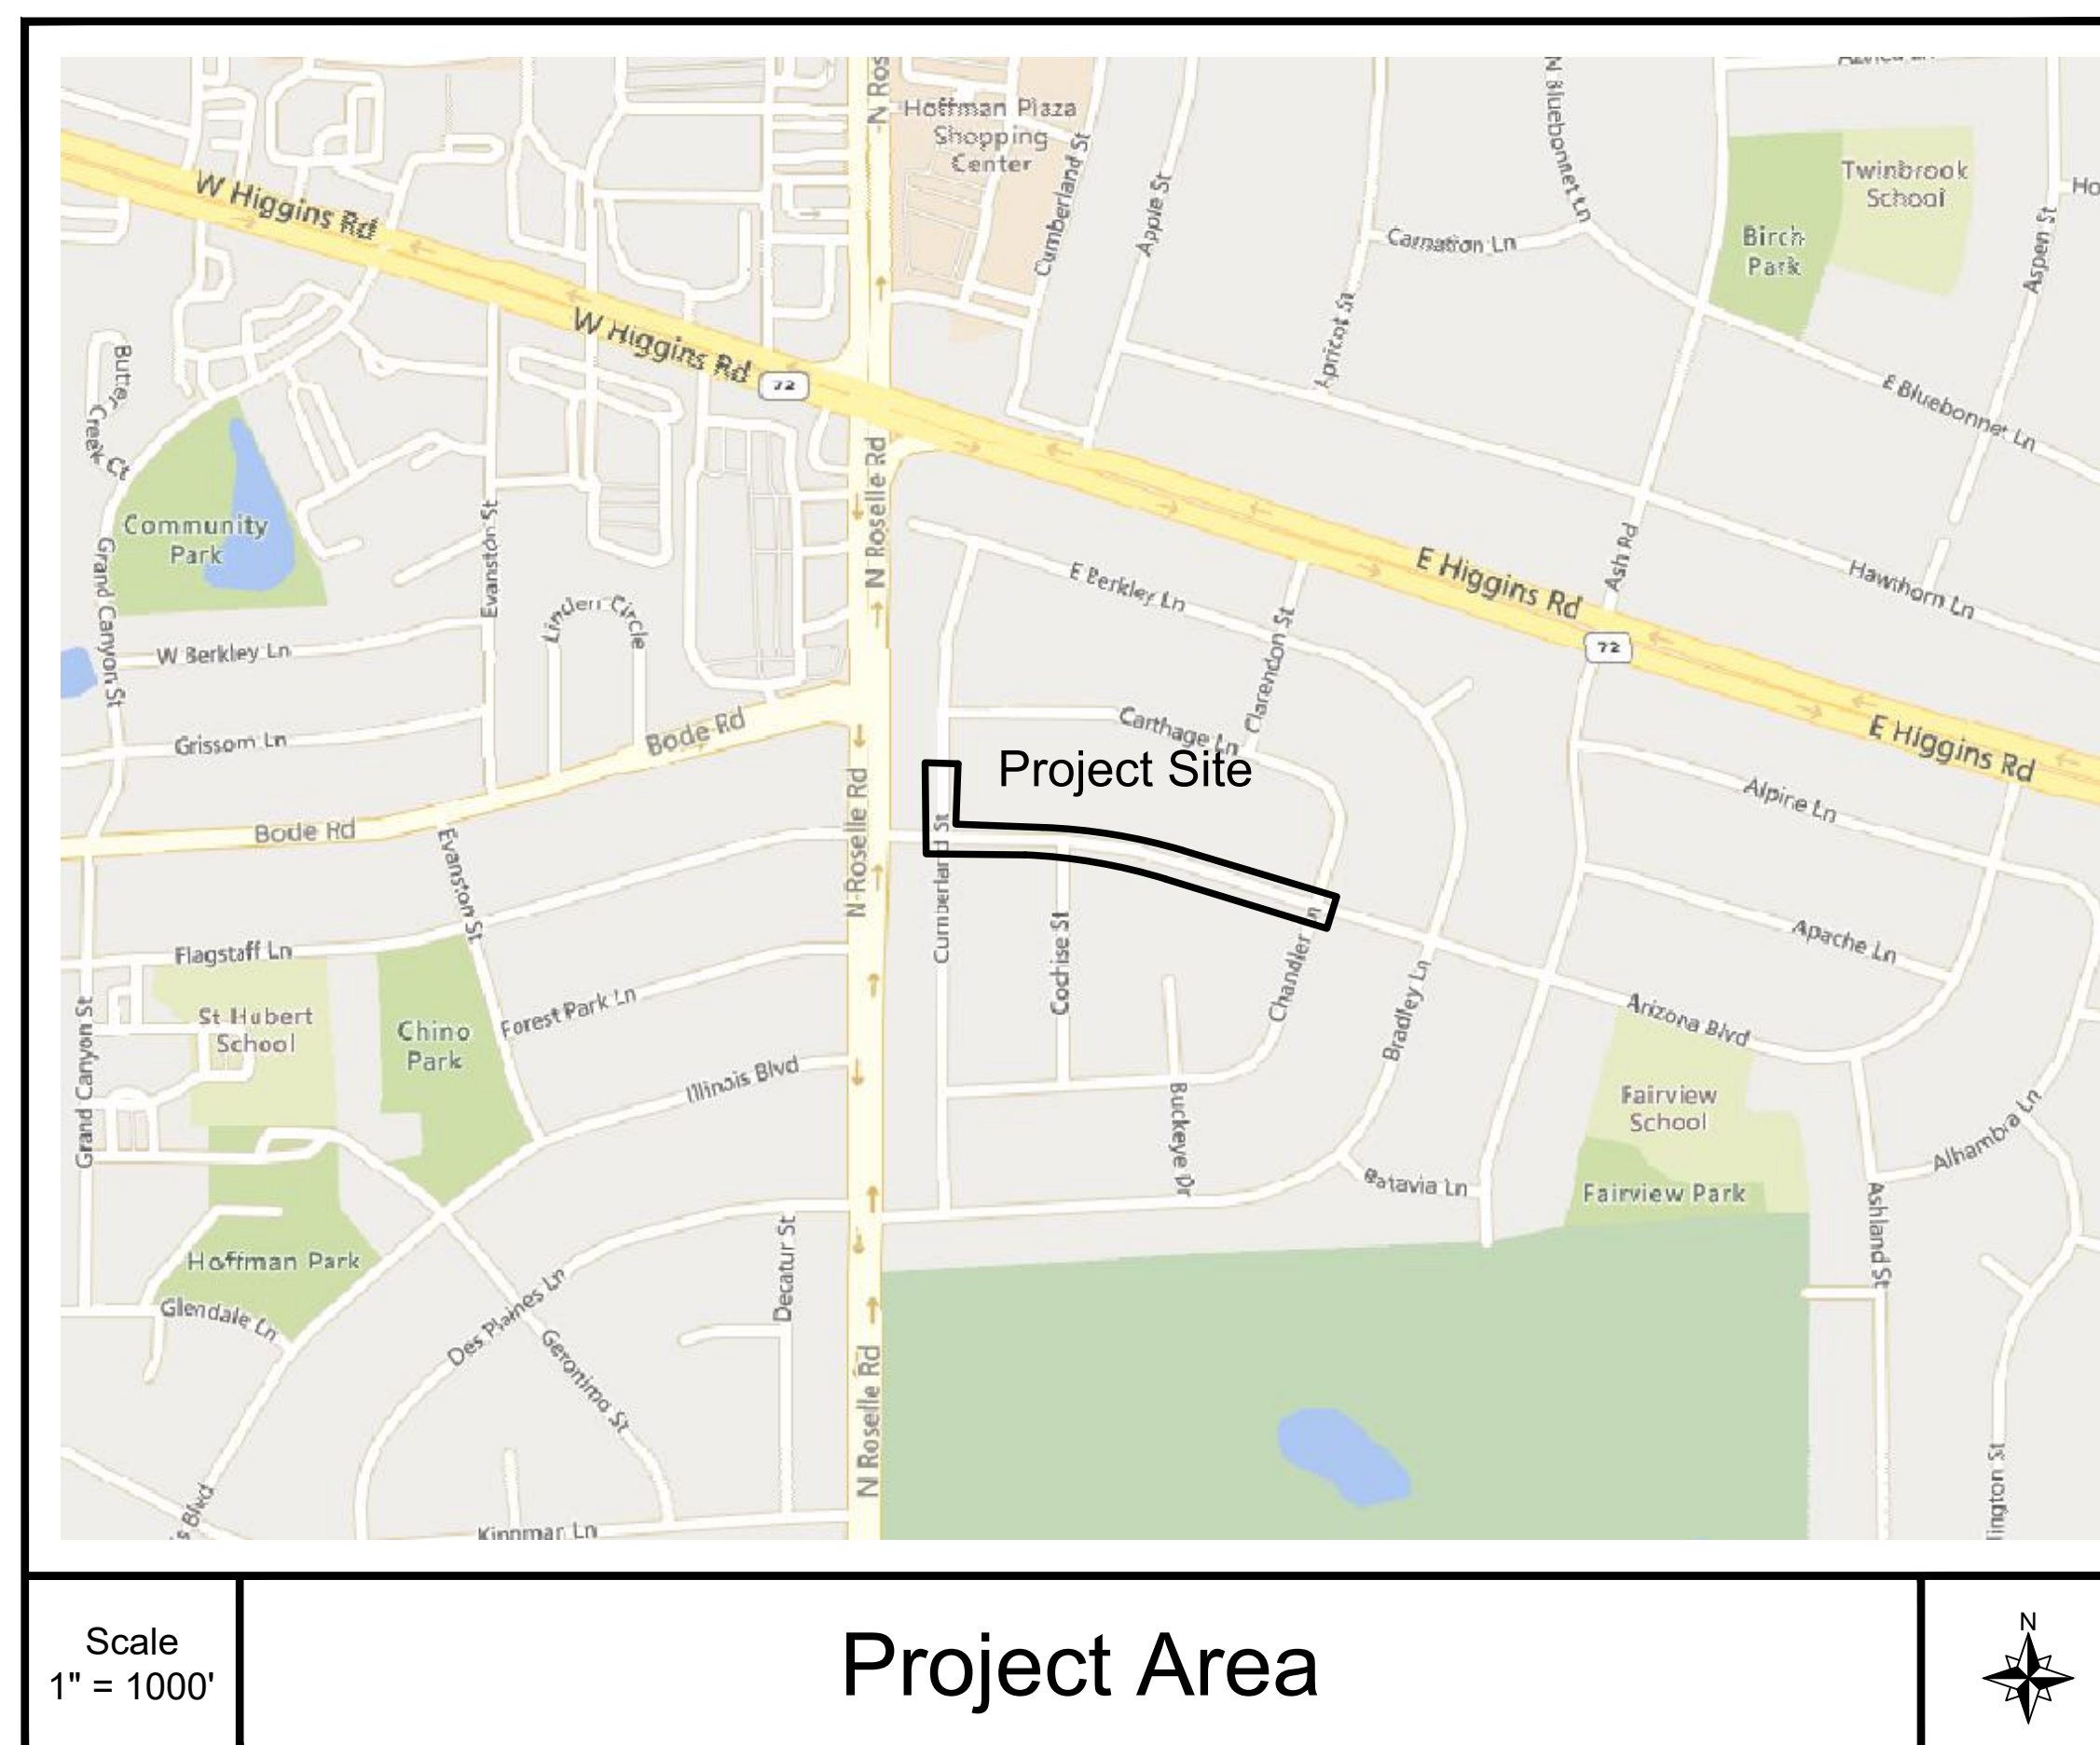 N Ros
Hoffman Plaza
Shopping
Center
Cumberland St
Apple St
N Bluebonnet Ln
Twinbrook
School
Birch
Park
Aspen St
Ho
Carnation Ln
Apricot St
W Higgins Rd
W Higgins Rd
72
E Bluebonnet Ln
Butter
Creek Ct
Community
Park
Grand Canyon St
Evanston St
N Roselle Rd
Linden Circle
E Berkley Ln
Clarendon St
E Higgins Rd
72
Ash Rd
Hawthorn Ln
W Berkley Ln
Grissom Ln
Bode Rd
Bode Rd
Carthage Ln
Project Site
E Higgins Rd
Alpine Ln
Apache Ln
N Roselle Rd
Cumberland St
Cochise St
Chandler Ln
Bradley Ln
Arizona Blvd
Evanston St
Flagstaff Ln
St Hubert
School
Chino
Park
Forest Park Ln
Illinois Blvd
Grand Canyon St
Buckeye Dr
Batavia Ln
Fairview
School
Fairview Park
Alhambra Ln
Ashland St
Hoffman Park
Glendale Ln
Des Plaines Ln
Geronimo St
Decatur St
N Roselle Rd
s Blvd
Kingman Ln
lington St
Scale
1" = 1000'
Project Area
N